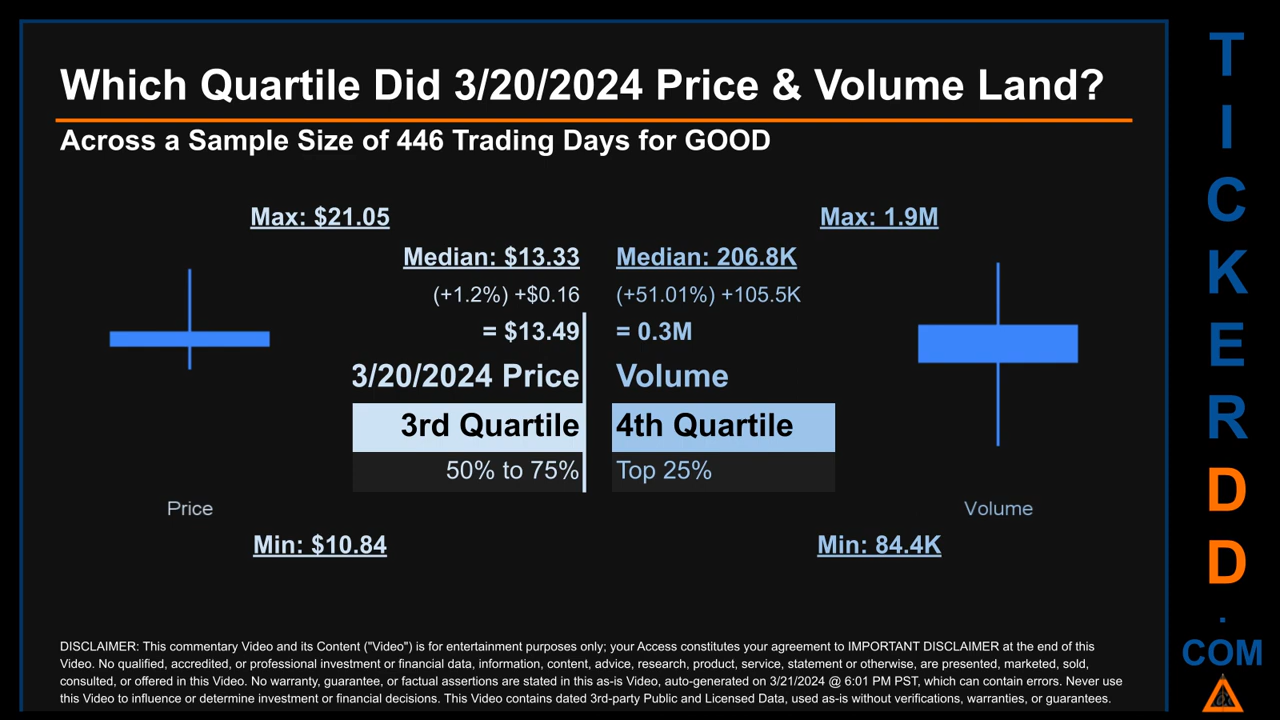 Which Quartile Did 3/20/2024 Price & Volume Land?
Across a Sample Size of 446 Trading Days for GOOD
Max: $21.05
Max: 1.9M
Median: $13.33
Median: 206.8K
(+1.2%) +$0.16
(+51.01%) +105.5K
= $13.49
= 0.3M
3/20/2024 Price
Volume
3rd Quartile
4th Quartile
50% to 75%
Top 25%
Price
Volume
Min: $10.84
Min: 84.4K
DISCLAIMER: This commentary Video and its Content ("Video") is for entertainment purposes only; your Access constitutes your agreement to IMPORTANT DISCLAIMER at the end of this
Video. No qualified, accredited, or professional investment or financial data, information, content, advice, research, product, service, statement or otherwise, are presented, marketed, sold,
consulted, or offered in this Video. No warranty, guarantee, or factual assertions are stated in this as-is Video, auto-generated on 3/21/2024 @ 6:01 PM PST, which can contain errors. Never use
this Video to influence or determine investment or financial decisions. This Video contains dated 3rd-party Public and Licensed Data, used as-is without verifications, warranties, or guarantees.
T
I
C
K
E
R
D
D
.
COM